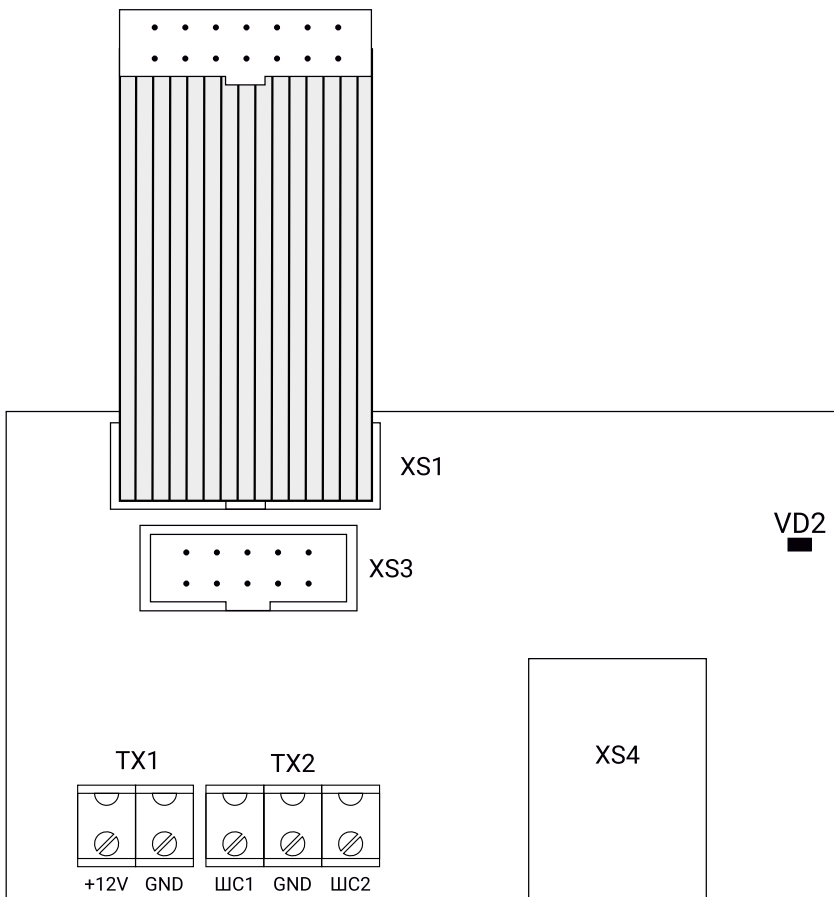 XS1
VD2
XS3
XS4
TX1 TX2
+12V GND ШС1 GND ШС2